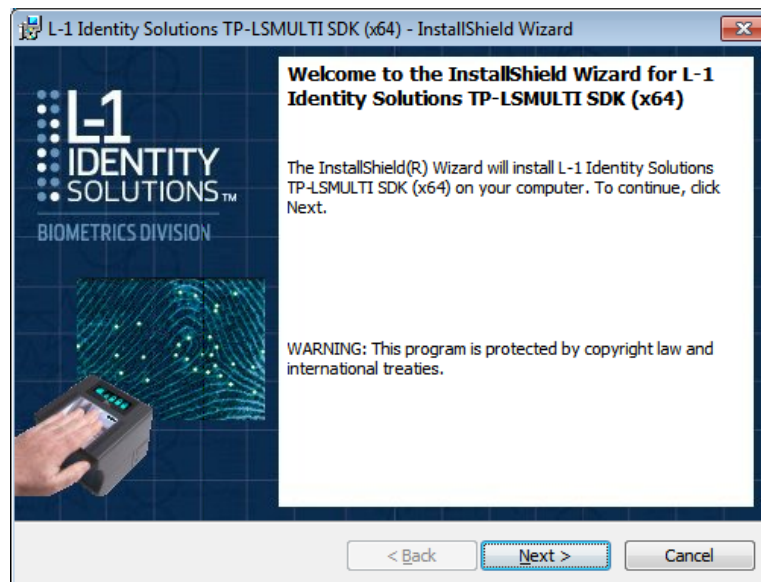 L-1 Identity Solutions TP-LSMULTI SDK (x64) - InstallShield Wizard
L-1
IDENTITY
SOLUTIONS™
BIOMETRICS DIVISION
Welcome to the InstallShield Wizard for L-1
Identity Solutions TP-LSMULTI SDK (x64)
The InstallShield(R) Wizard will install L-1 Identity Solutions
TP-LSMULTI SDK (x64) on your computer. To continue, click
Next.
WARNING: This program is protected by copyright law and
international treaties.
< Back
Next >
Cancel